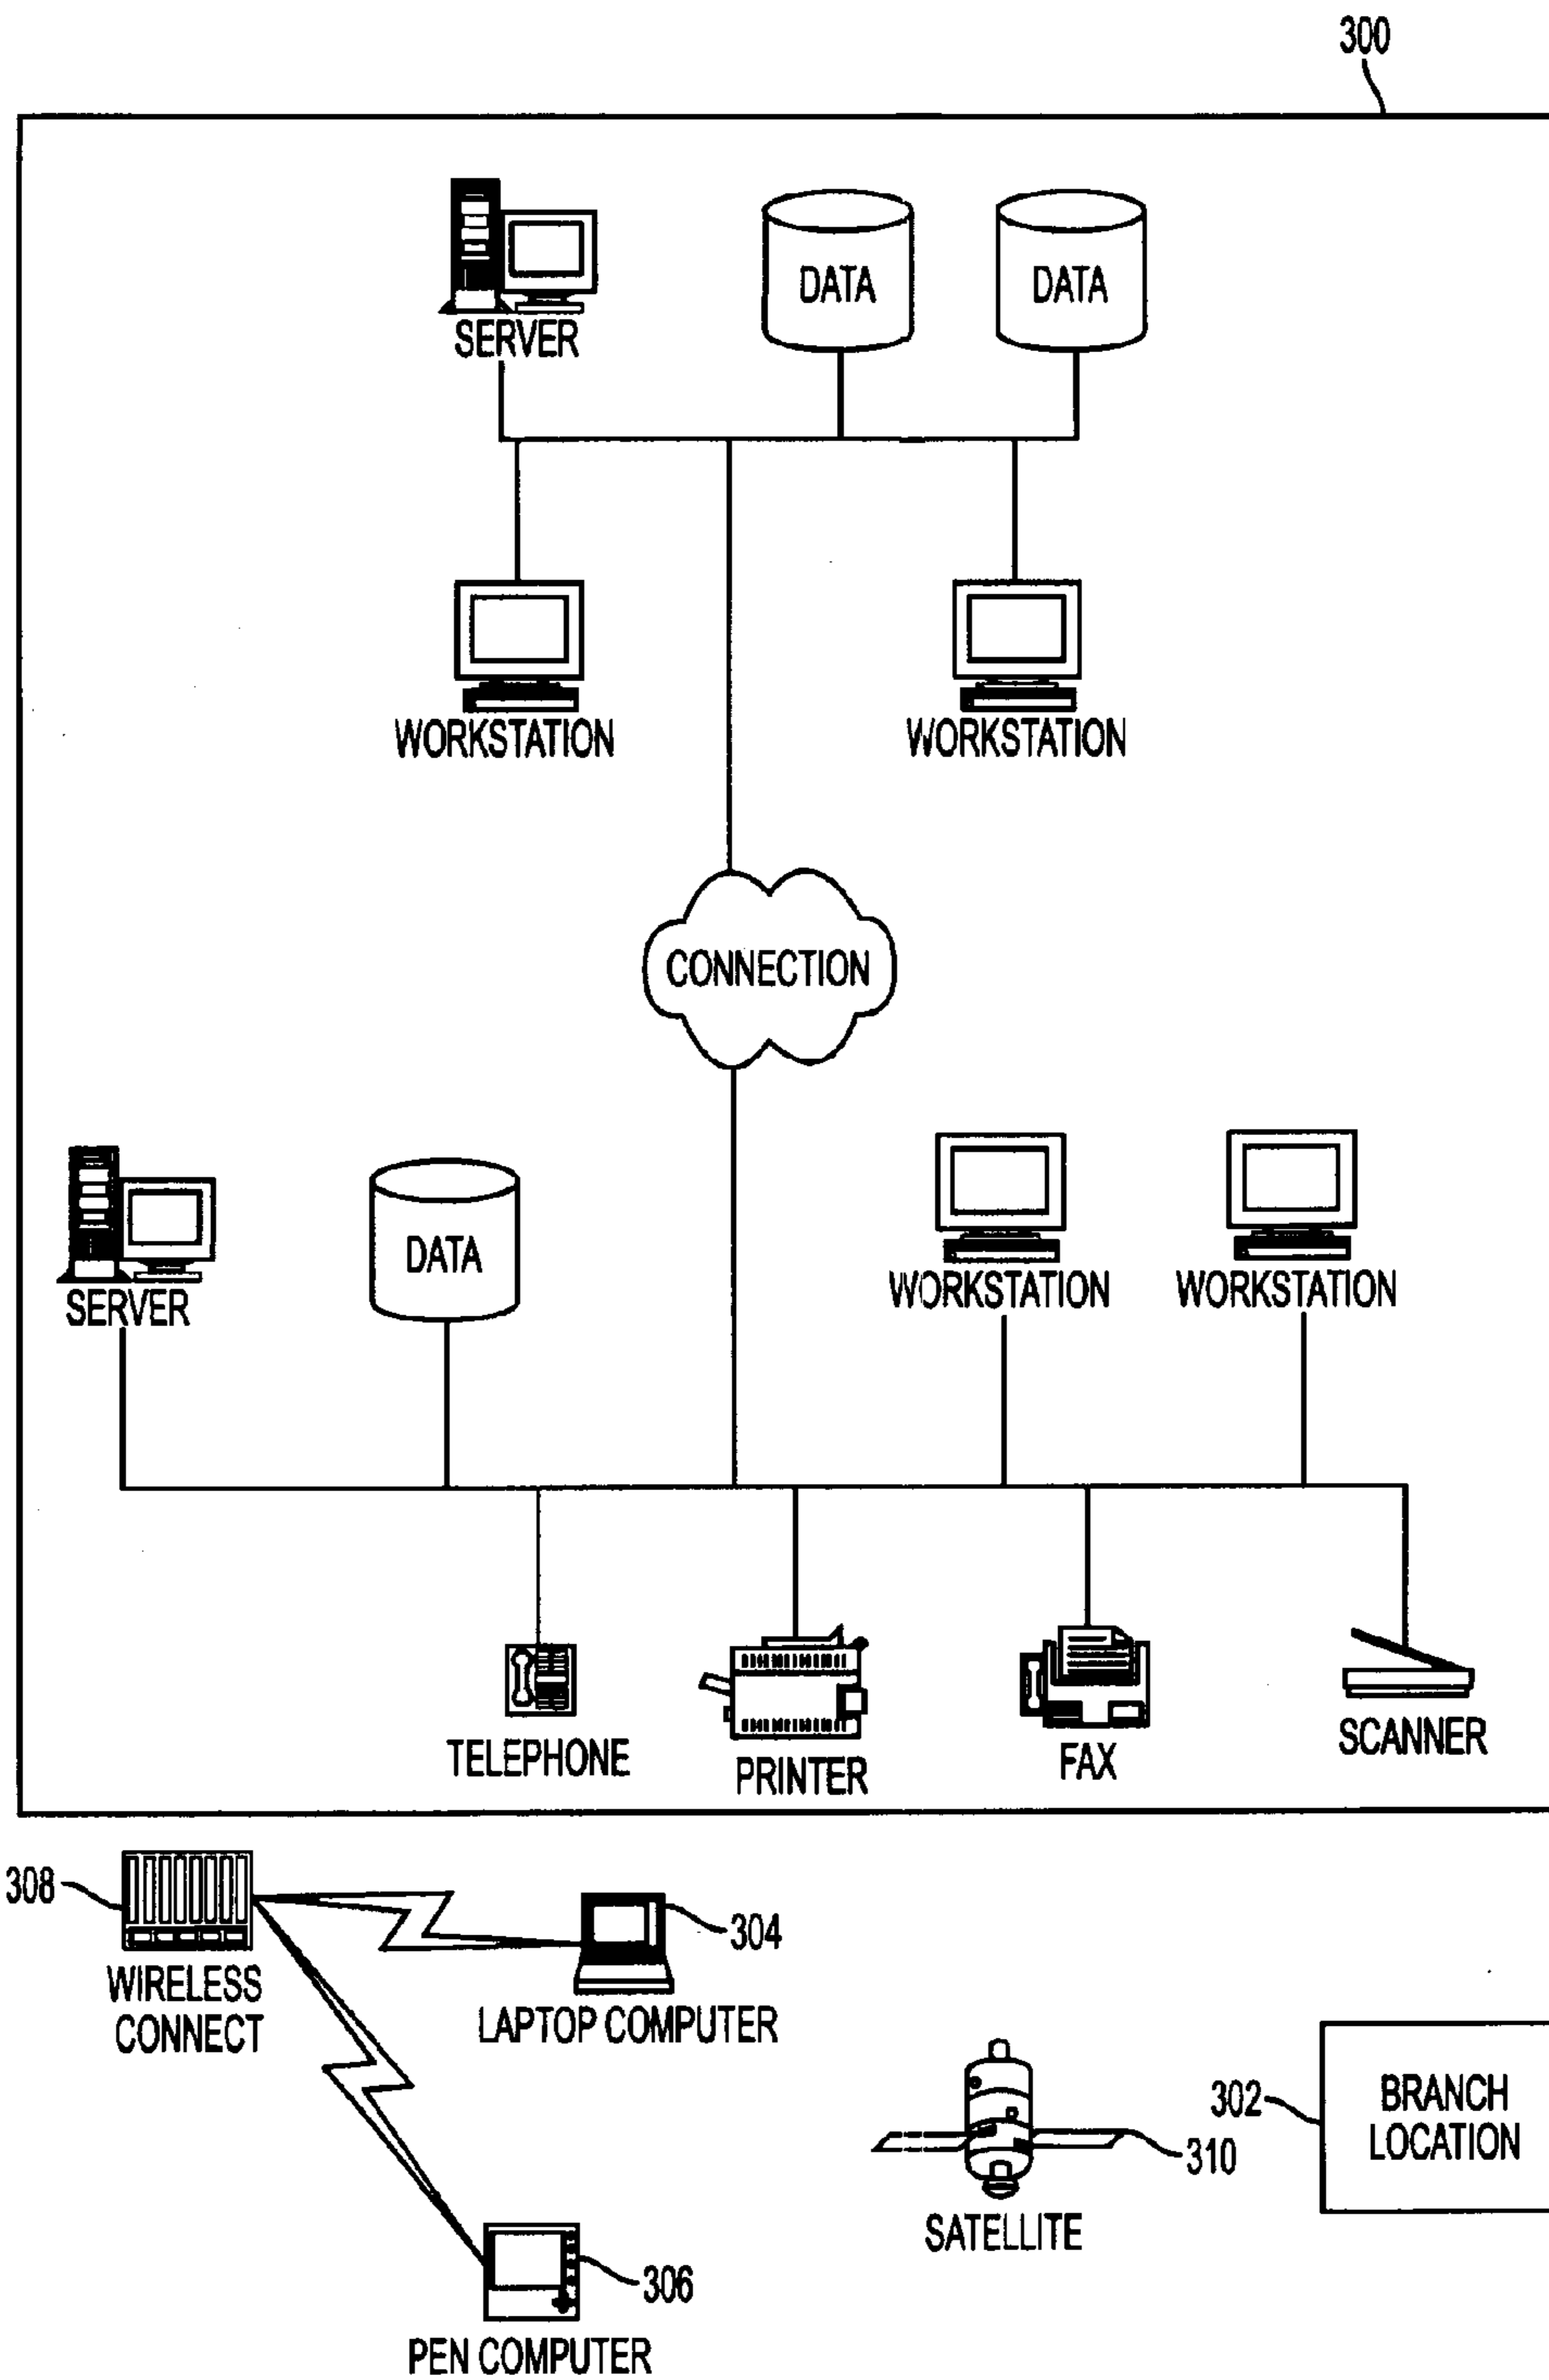 300
DATA
DATA
SERVER
WORKSTATION
WORKSTATION
CONNECTION
DATA
SERVER
WORKSTATION
WORKSTATION
TELEPHONE
PRINTER
FAX
SCANNER
308
304
WIRELESS
CONNECT
LAPTOP COMPUTER
302
BRANCH
LOCATION
310
SATELLITE
306
PEN COMPUTER